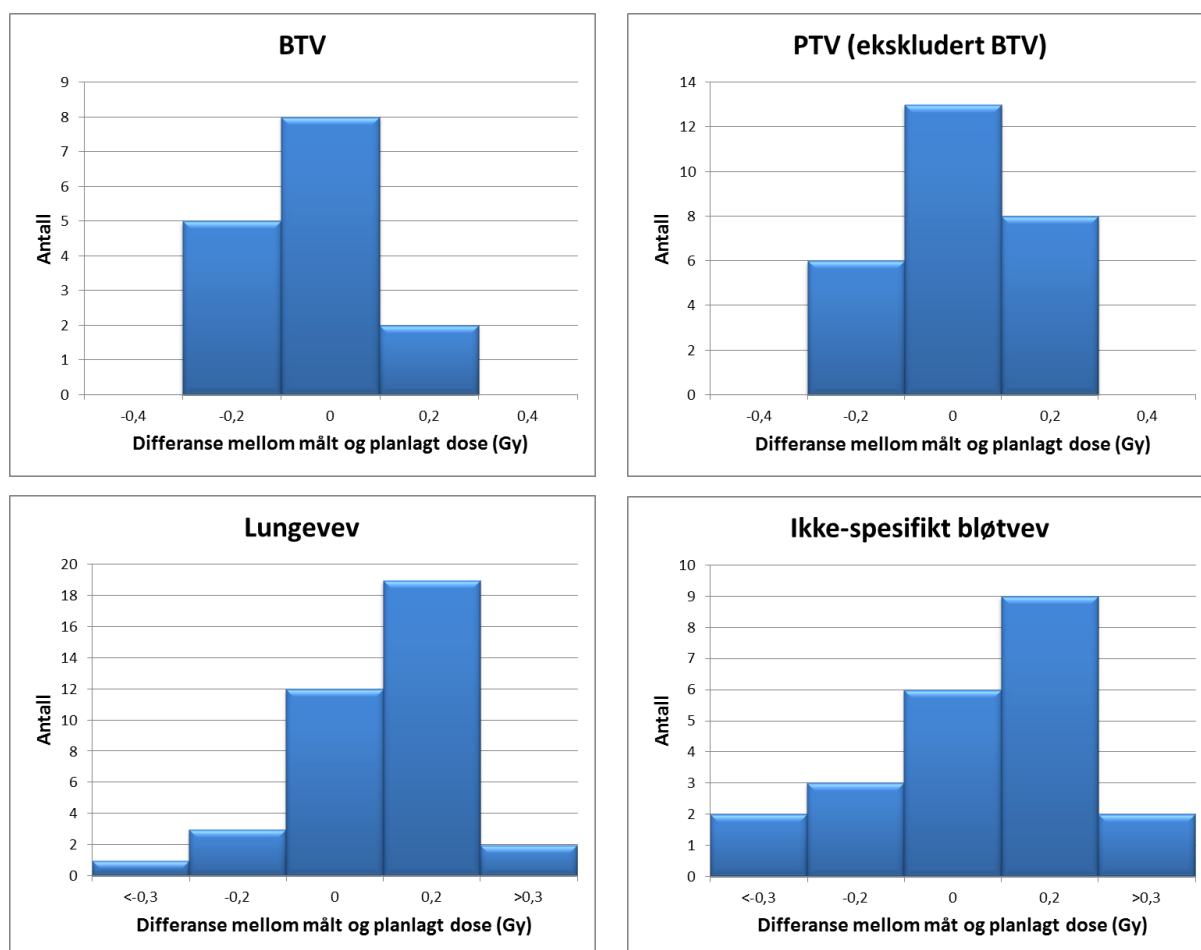 BTV
9
8
7
6
5
4
3
2
1
0
Antall
-0,4 -0,2 0 0,2 0,4
Differanse mellom målt og planlagt dose (Gy)
PTV (ekskludert BTV)
14
12
10
8
6
4
2
0
Antall
-0,4 -0,2 0 0,2 0,4
Differanse mellom målt og planlagt dose (Gy)
Lungevev
20
18
16
14
12
10
8
6
4
2
0
Antall
<-0,3 -0,2 0 0,2 >0,3
Differanse mellom målt og planlagt dose (Gy)
Ikke-spesifikt bløtvev
10
9
8
7
6
5
4
3
2
1
0
Antall
<-0,3 -0,2 0 0,2 >0,3
Differanse mellom måt og planlagt dose (Gy)